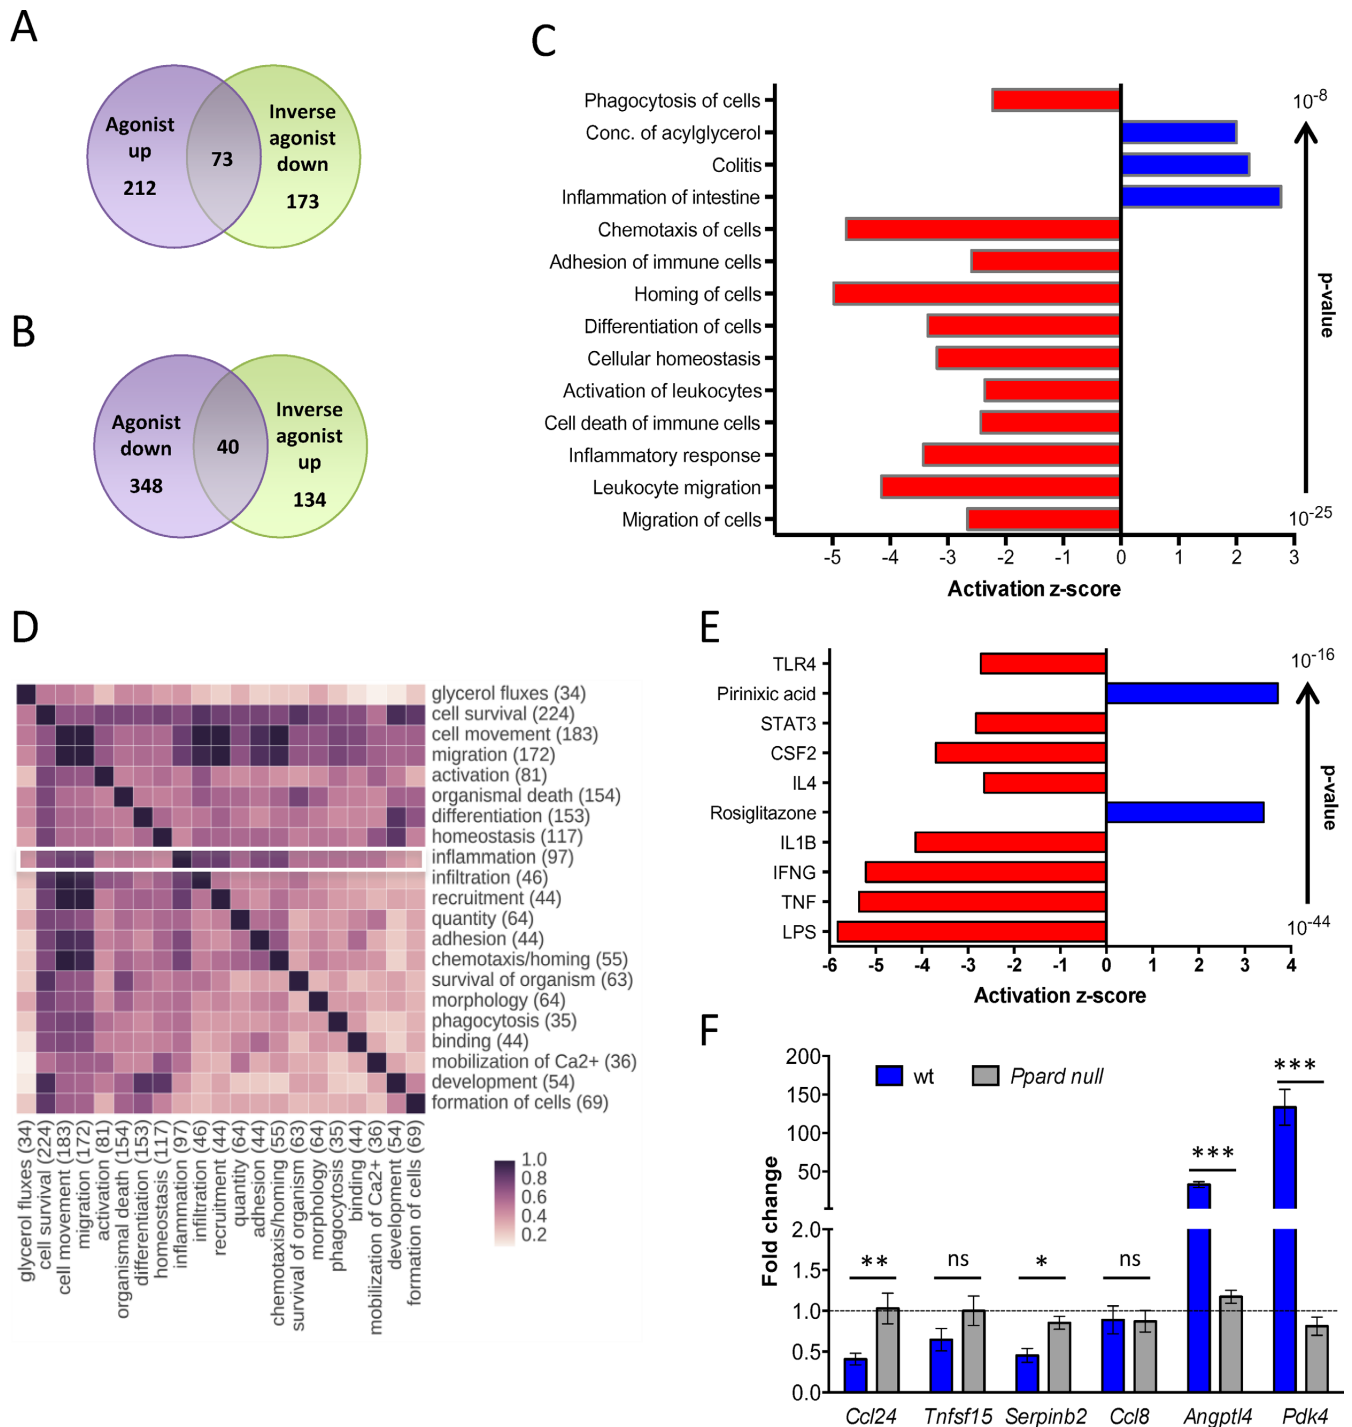 A
Agonist
up
212
73
Inverse
agonist
down
173
B
Agonist
down
348
40
Inverse
agonist
up
134
C
Phagocytosis of cells
Conc. of acylglycerol
Colitis
Inflammation of intestine
Chemotaxis of cells
Adhesion of immune cells
Homing of cells
Differentiation of cells
Cellular homeostasis
Activation of leukocytes
Cell death of immune cells
Inflammatory response
Leukocyte migration
Migration of cells
-5 -4 -3 -2 -1 0 1 2 3
Activation z-score
10-8
p-value
10-25
D
glycerol fluxes (34)
cell survival (224)
cell movement (183)
migration (172)
activation (81)
organismal death (154)
differentiation (153)
homeostasis (117)
inflammation (97)
infiltration (46)
recruitment (44)
quantity (64)
adhesion (44)
chemotaxis/homing (55)
survival of organism (63)
morphology (64)
phagocytosis (35)
binding (44)
mobilization of Ca2+ (36)
development (54)
formation of cells (69)
glycerol fluxes (34)
cell survival (224)
cell movement (183)
migration (172)
activation (81)
organismal death (154)
differentiation (153)
homeostasis (117)
inflammation (97)
infiltration (46)
recruitment (44)
quantity (64)
adhesion (44)
chemotaxis/homing (55)
survival of organism (63)
morphology (64)
phagocytosis (35)
binding (44)
mobilization of Ca2+ (36)
development (54)
formation of cells (69)
1.0
0.8
0.6
0.4
0.2
E
TLR4
Pirinixic acid
STAT3
CSF2
IL4
Rosiglitazone
IL1B
IFNG
TNF
LPS
-6 -5 -4 -3 -2 -1 0 1 2 3 4
Activation z-score
10-16
p-value
10-44
F
Fold change
200
150
100
50
2.0
1.5
1.0
0.5
0.0
wt
Ppard null
** ns * ns *** ***
Ccl24 Tnfsf15 Serpinb2 Ccl8 Angptl4 Pdk4